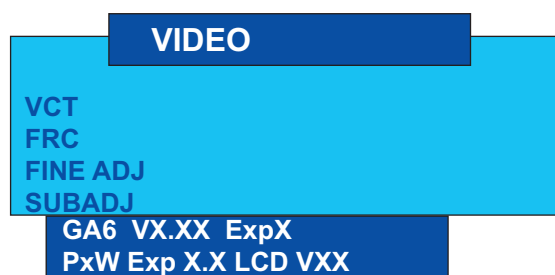 VIDEO
VCT
FRC
FINE ADJ
SUBADJ
GA6 VX.XX ExpX
PxW Exp X.X LCD VXX